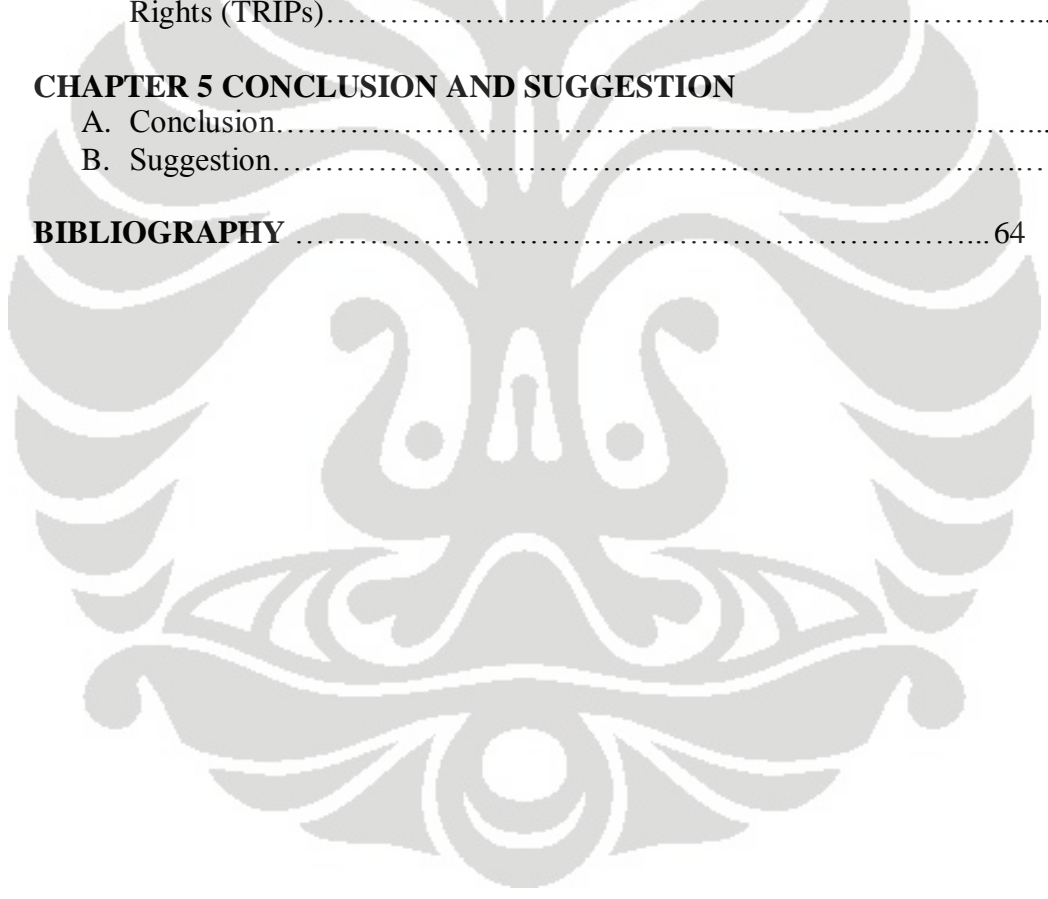 Rights (TRIPs)……………………………………………………………………...
CHAPTER 5 CONCLUSION AND SUGGESTION
A. Conclusion………………………………………………………...………...
B. Suggestion…………………………………………………………………...…
BIBLIOGRAPHY …………………………………………………………………... 64